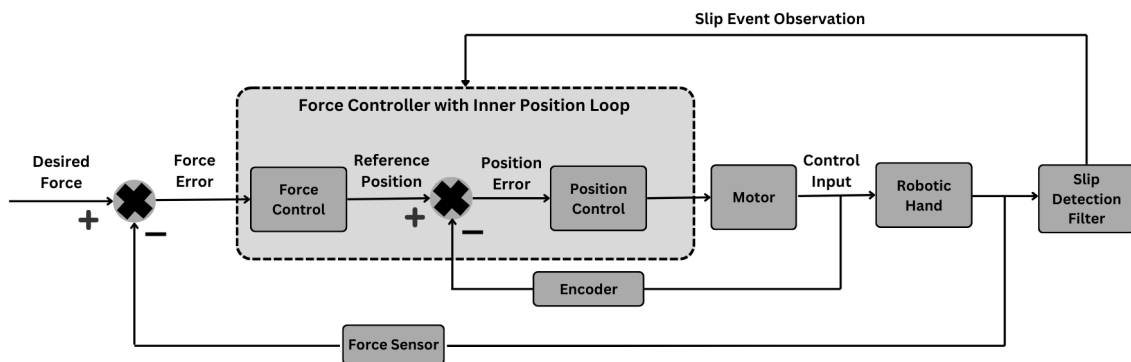 Slip Event Observation
Force Controller with Inner Position Loop
Desired
Force
Force
Error
Force
Control
Reference
Position
Position
Error
Position
Control
Motor
Control
Input
Robotic
Hand
Slip
Detection
Filter
+
−
+
−
Encoder
Force Sensor